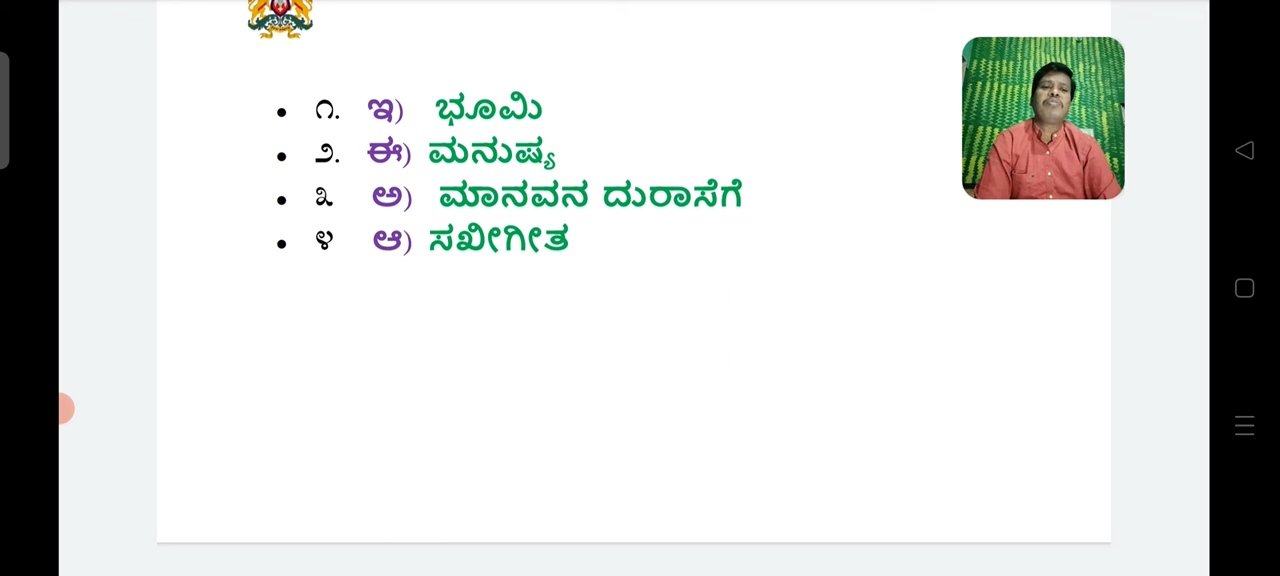 • ೧. ಇ) ಭೂಮಿ
• ೨. ಈ) ಮನುಷ್ಯ
• ೩ ಅ) ಮಾನವನ ದುರಾಸೆಗೆ
• ೪ ಆ) ಸಖೀಗೀತ